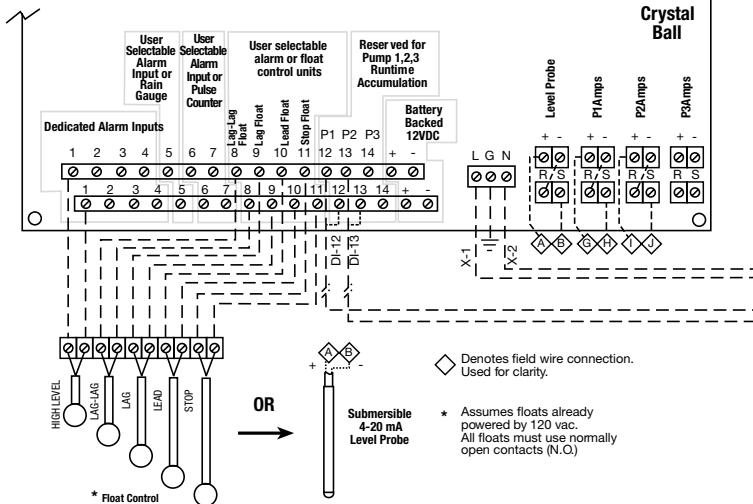 Crystal
Ball
User
Selectable
Alarm
Input or
Rain
Gauge
User
Selectable
Alarm
Input or
Pulse
Counter
User selectable
alarm or float
control units
Reserved for
Pump 1,2,3
Runtime
Accumulation
Battery
Backed
12VDC
Dedicated Alarm Inputs
Lag-Lag
Float
Lag Float
Lead Float
Stop Float
P1 P2 P3
1 2 3 4 5 6 7 8 9 10 11 12 13 14 + -
1 2 3 4 5 6 7 8 9 10 11 12 13 14 + -
Level Probe
P1Amps
P2Amps
P3Amps
+ - + - + - + -
L G N
R S R S R S R S
A B G H I J
DI-12
DI-13
X-1
X-2
HIGH LEVEL
LAG-LAG
LAG
LEAD
STOP
* Float Control
OR
A B
+ -
Submersible
4-20 mA
Level Probe
Denotes field wire connection.
Used for clarity.
* Assumes floats already
powered by 120 vac.
All floats must use normally
open contacts (N.O.)